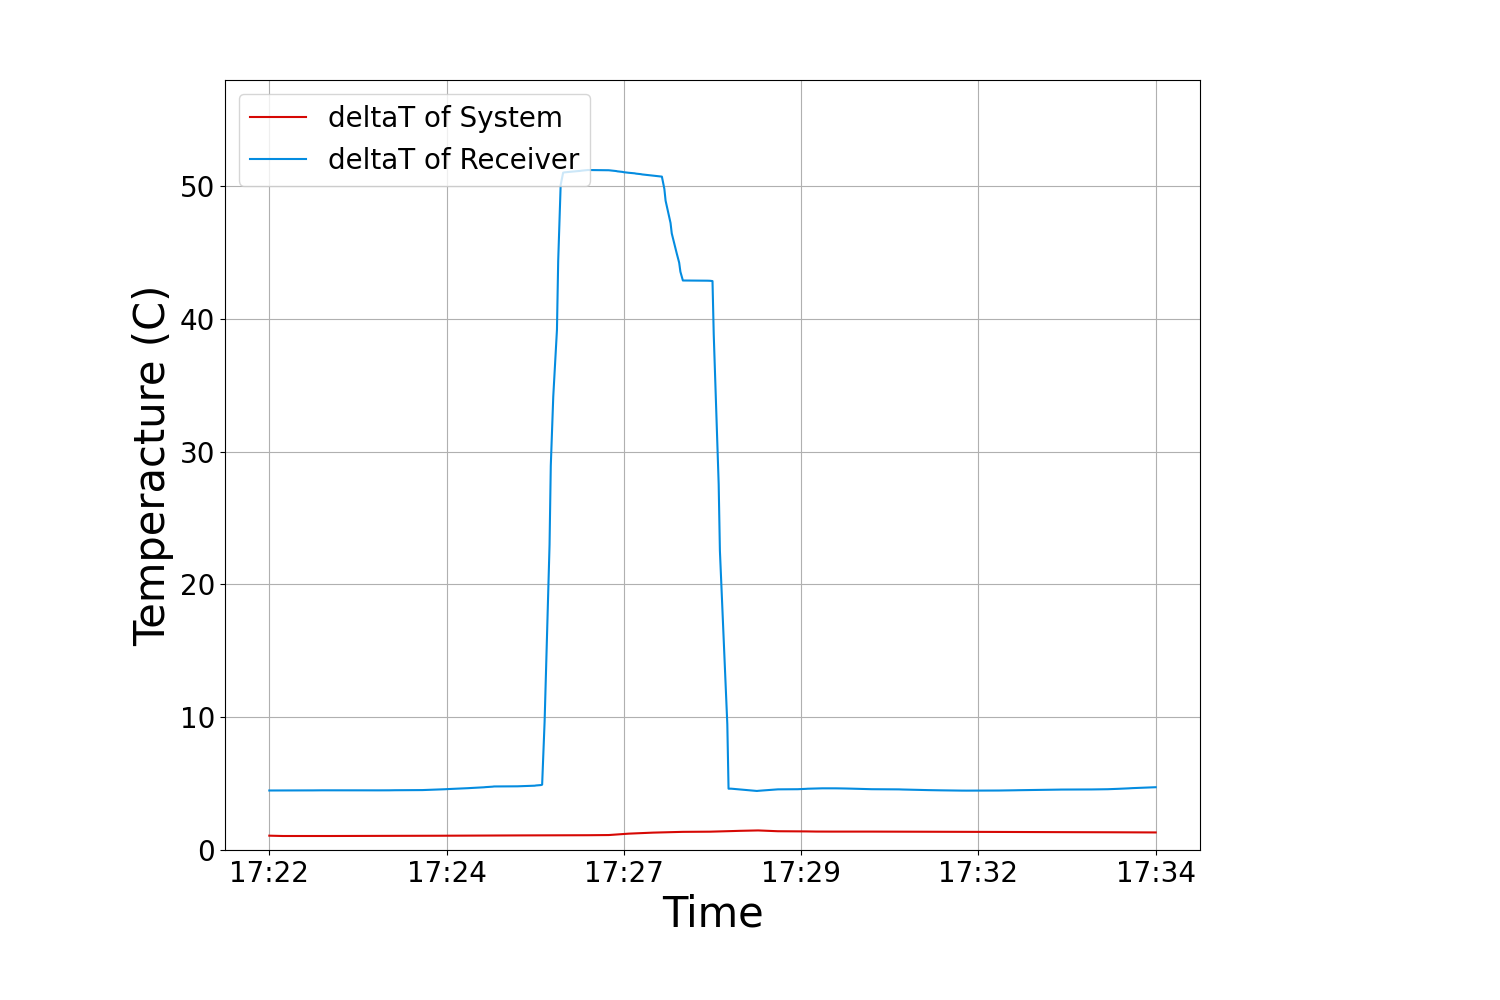 deltaT of System
deltaT of Receiver
50
40
30
20
10
0
Temperacture (C)
17:22 17:24 17:27 17:29 17:32 17:34
Time